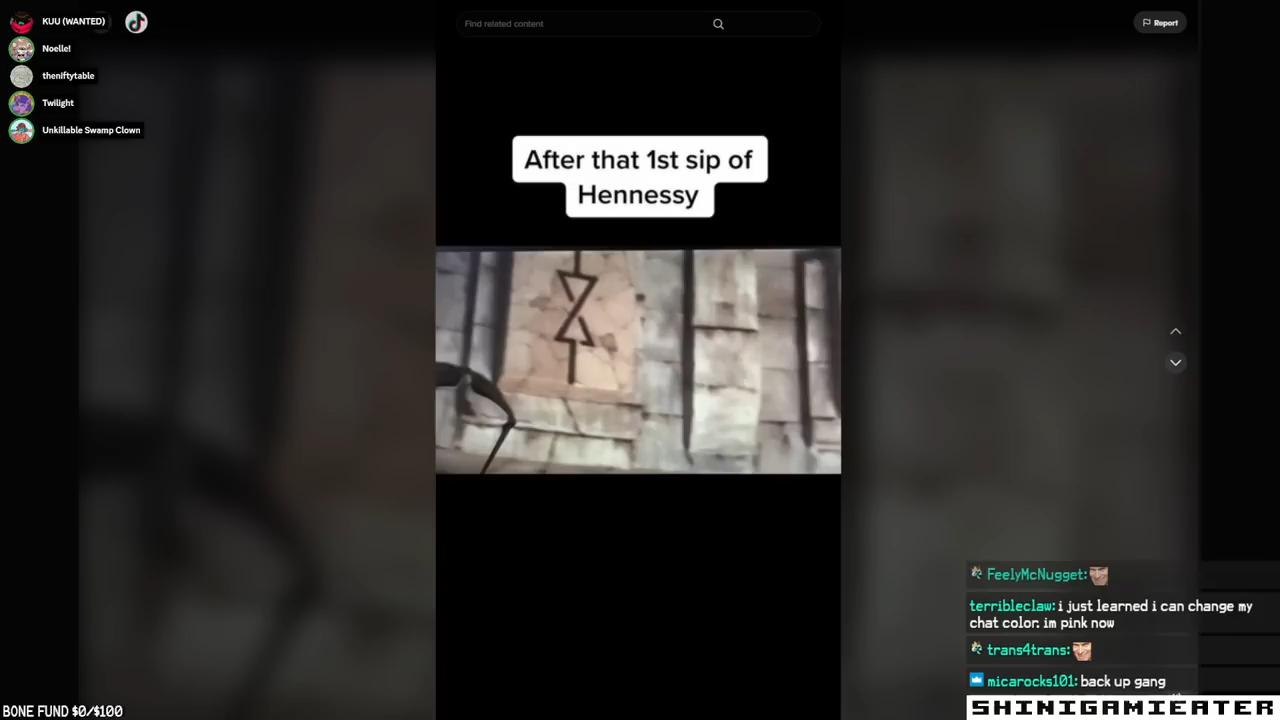 KUU (WANTED)
Noelle!
theniftytable
Twilight
Unkillable Swamp Clown
Find related content
Report
After that 1st sip of
Hennessy
FeelyMcNugget:
terribleclaw: i just learned i can change my
chat color. im pink now
trans4trans:
micarocks101: back up gang
BONE FUND $0/$100
SHINIGAMIEATER